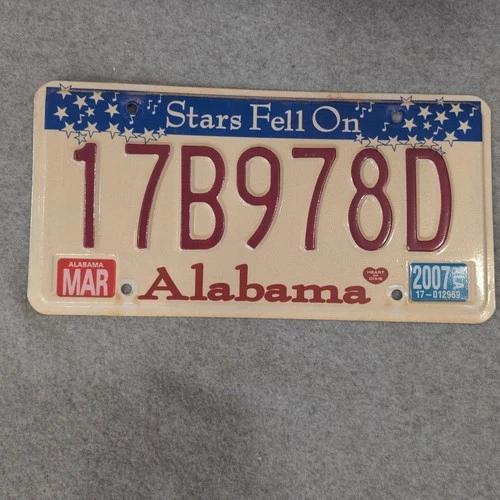 Stars Fell On
17B978D
ALABAMA
MAR
Alabama
HEART
OF
DIXIE
2007
17-012969